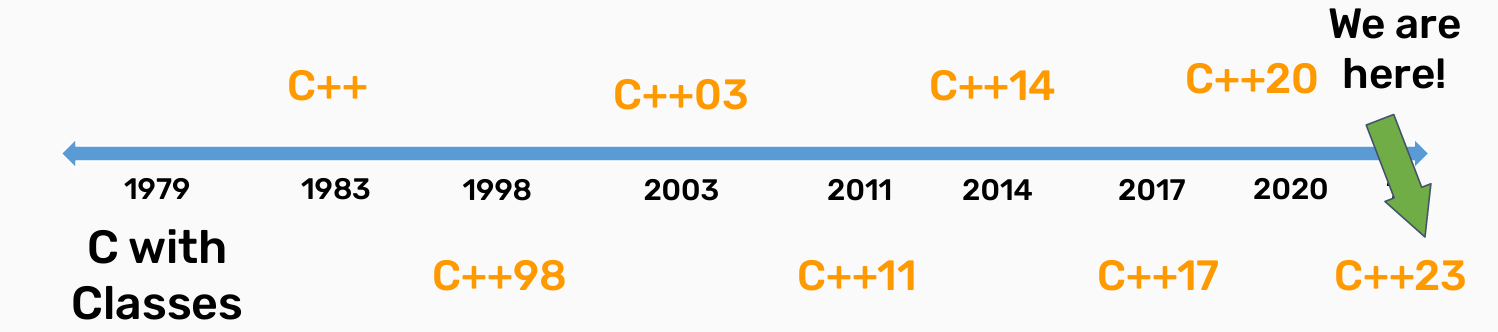 We are
here!
C++
C++03
C++14
C++20
1979
1983
1998
2003
2011
2014
2017
2020
C with
Classes
C++98
C++11
C++17
C++23